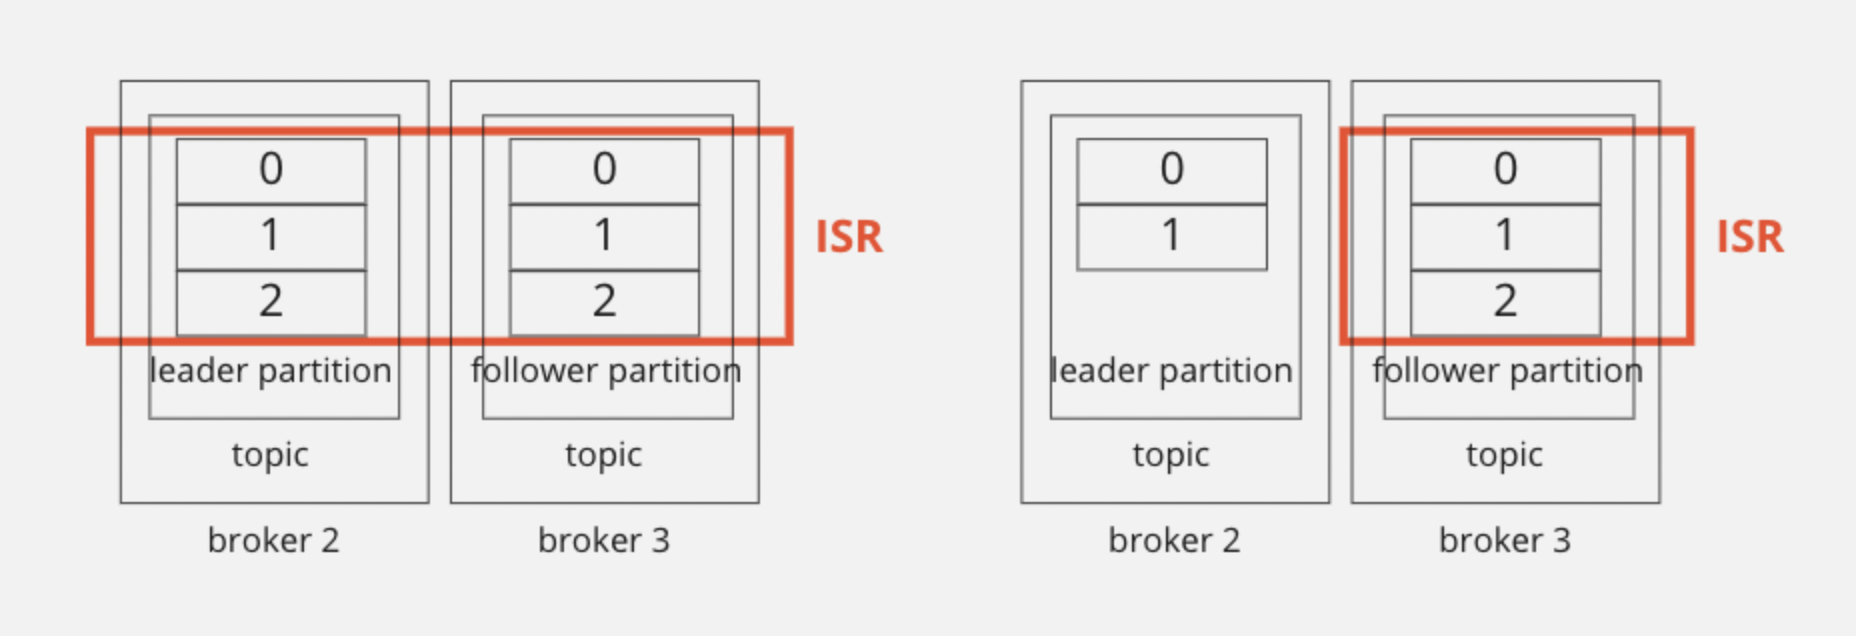 0
1
2
leader partition
topic
broker 2
0
1
2
follower partition
topic
broker 3
ISR
0
1
leader partition
topic
broker 2
0
1
2
follower partition
topic
broker 3
ISR